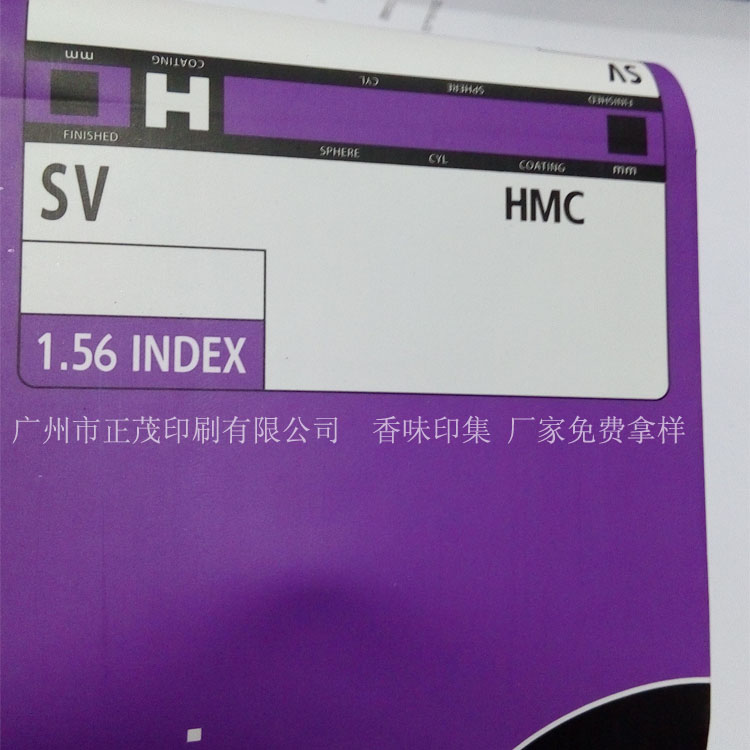 SV
mm COATING CYL SPHERE FINISHED
H
FINISHED SPHERE CYL COATING mm
SV HMC
1.56 INDEX
广州市正茂印刷有限公司 香味印集 厂家免费拿样